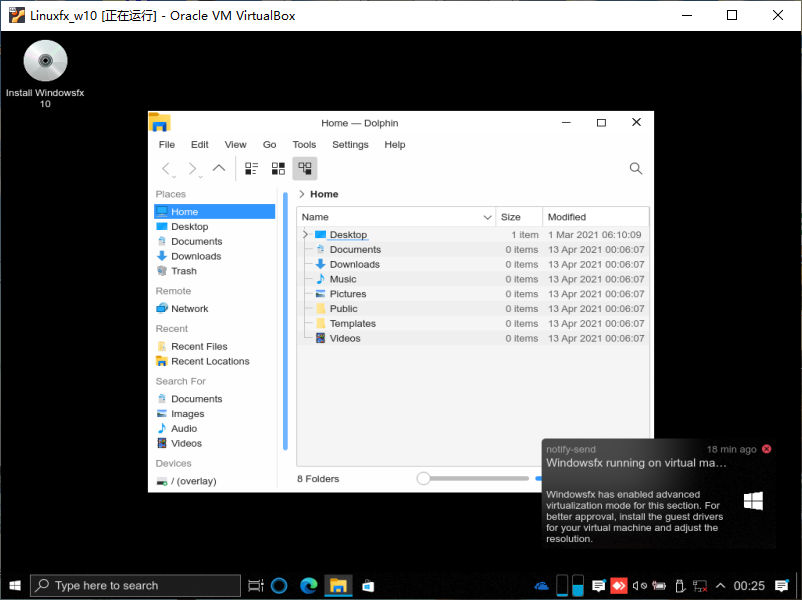 Linuxfx_w10 [正在运行] - Oracle VM VirtualBox
Install Windowsfx
10
Home — Dolphin
File Edit View Go Tools Settings Help
Places
Home
Desktop
Documents
Downloads
Trash
Remote
Network
Recent
Recent Files
Recent Locations
Search For
Documents
Images
Audio
Videos
Devices
/ (overlay)
Home
Name Size Modified
Desktop 1 item 1 Mar 2021 06:10:09
Documents 0 items 13 Apr 2021 00:06:07
Downloads 0 items 13 Apr 2021 00:06:07
Music 0 items 13 Apr 2021 00:06:07
Pictures 0 items 13 Apr 2021 00:06:07
Public 0 items 13 Apr 2021 00:06:07
Templates 0 items 13 Apr 2021 00:06:07
Videos 0 items 13 Apr 2021 00:06:07
8 Folders
notify-send 18 min ago
Windowsfx running on virtual ma…
Windowsfx has enabled advanced
virtualization mode for this section. For
better approval, install the guest drivers
for your virtual machine and adjust the
resolution.
Type here to search
00:25